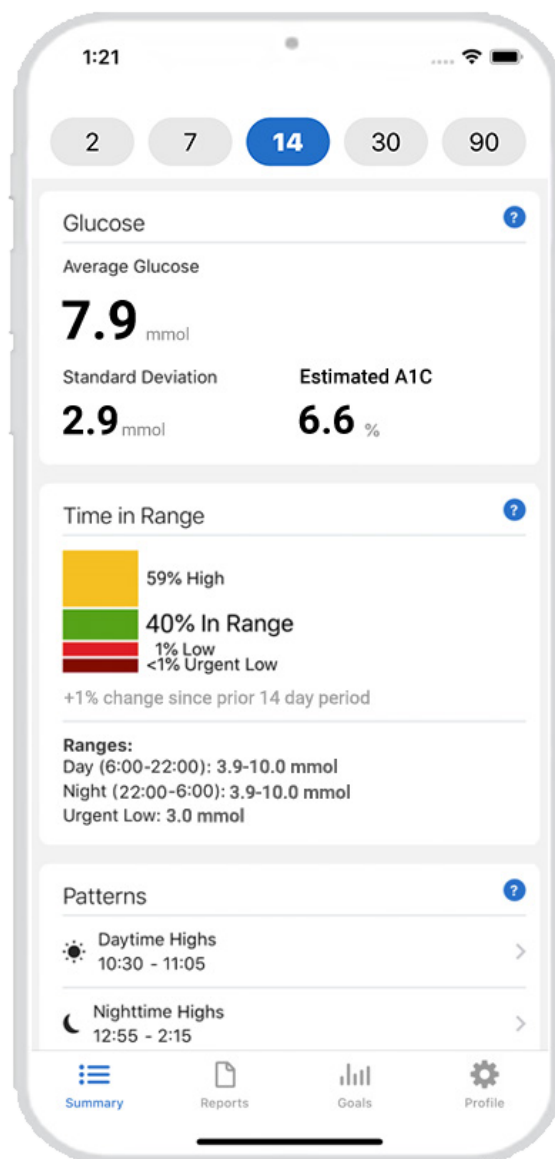 1:21
2 7 14 30 90
Glucose ?
Average Glucose
7.9 mmol
Standard Deviation Estimated A1C
2.9 mmol 6.6 %
Time in Range ?
59% High
40% In Range
1% Low
<1% Urgent Low
+1% change since prior 14 day period
Ranges:
Day (6:00-22:00): 3.9-10.0 mmol
Night (22:00-6:00): 3.9-10.0 mmol
Urgent Low: 3.0 mmol
Patterns ?
Daytime Highs
10:30 - 11:05
Nighttime Highs
12:55 - 2:15
Summary Reports Goals Profile